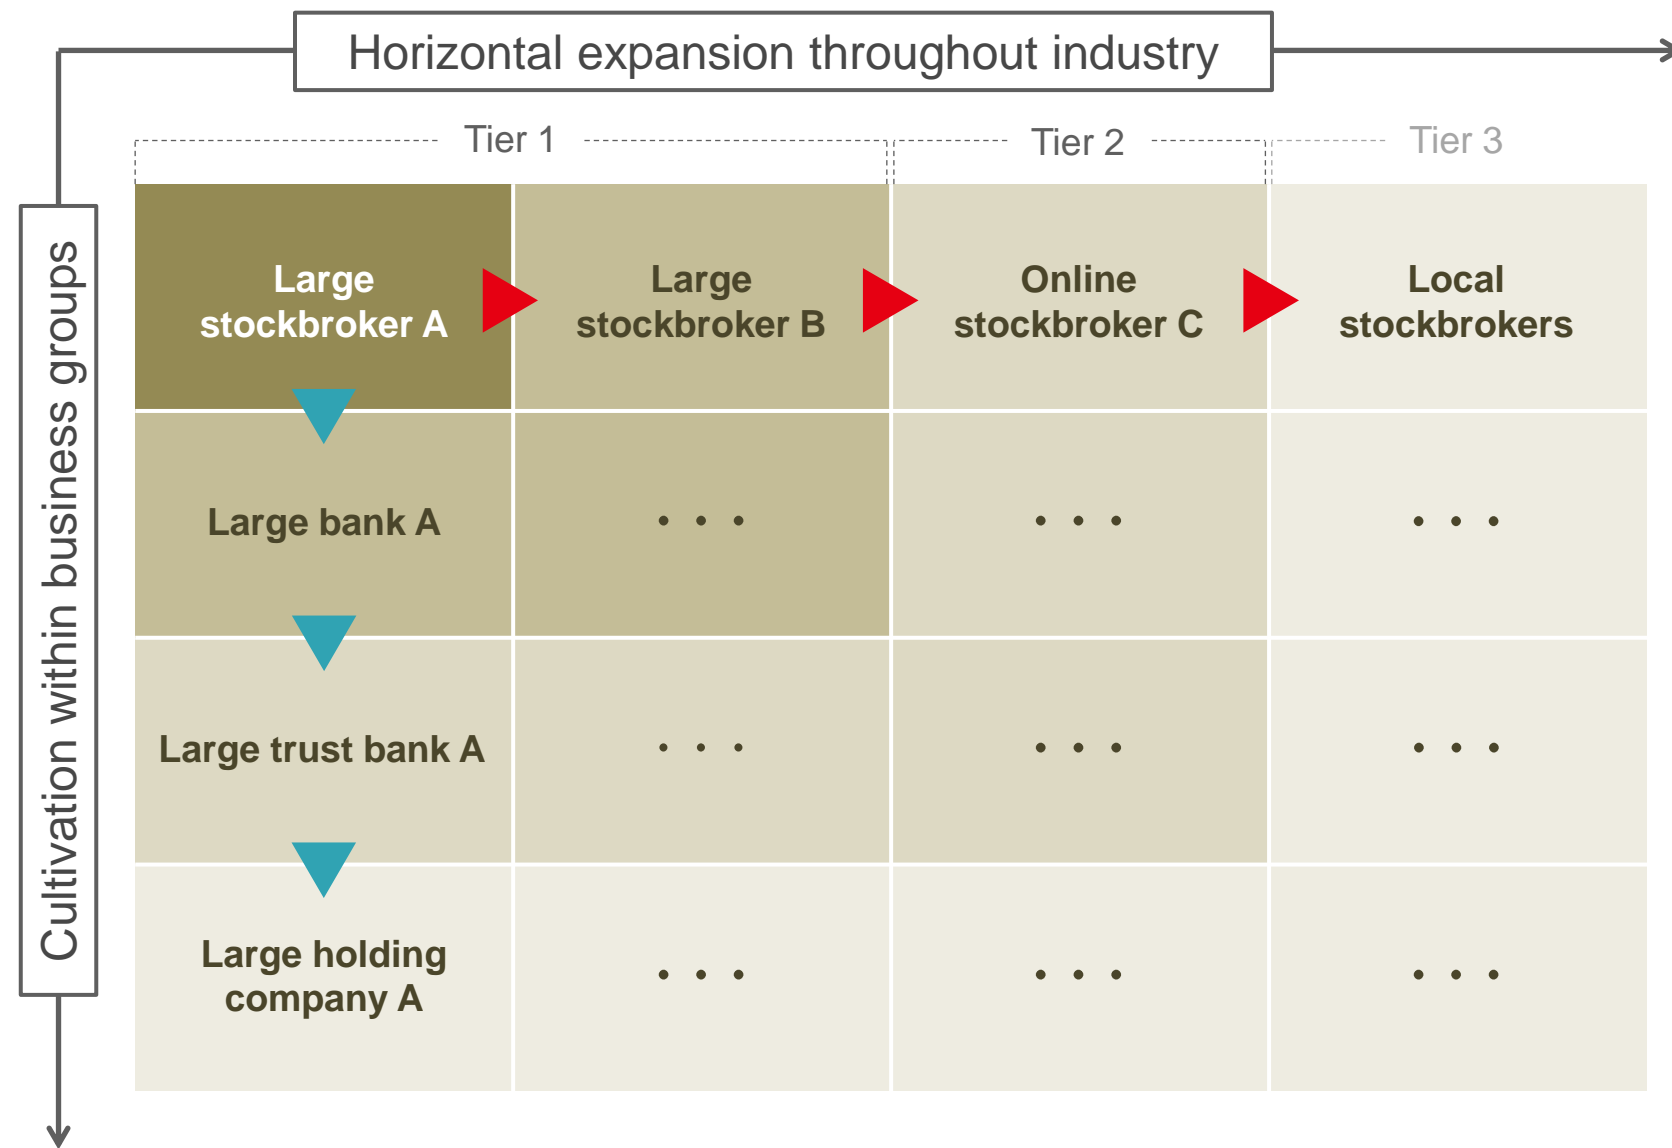 Horizontal expansion throughout industry
Tier 1
Tier 2
Tier 3
Cultivation within business groups
Large
stockbroker A
Large
stockbroker B
Online
stockbroker C
Local
stockbrokers
Large bank A
• • •
• • •
• • •
Large trust bank A
• • •
• • •
• • •
Large holding
company A
• • •
• • •
• • •